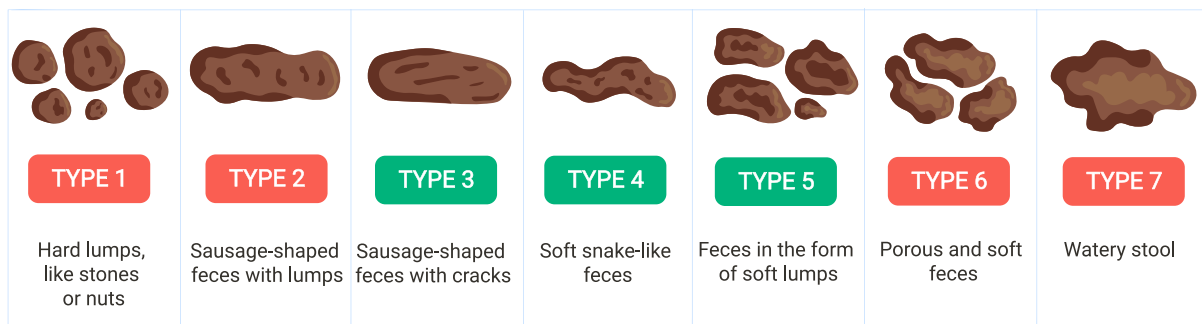 TYPE 1
TYPE 2
TYPE 3
TYPE 4
TYPE 5
TYPE 6
TYPE 7
Hard lumps,
like stones
or nuts
Sausage-shaped
feces with lumps
Sausage-shaped
feces with cracks
Soft snake-like
feces
Feces in the form
of soft lumps
Porous and soft
feces
Watery stool